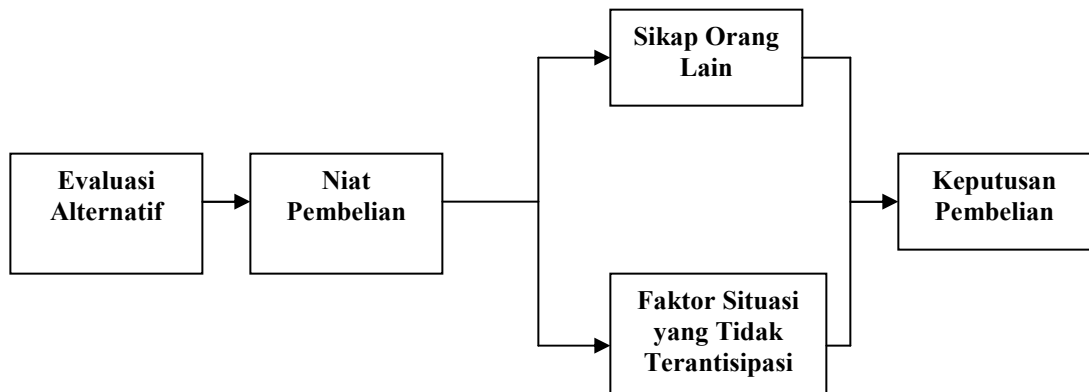 Evaluasi
Alternatif
Niat
Pembelian
Sikap Orang
Lain
Faktor Situasi
yang Tidak
Terantisipasi
Keputusan
Pembelian